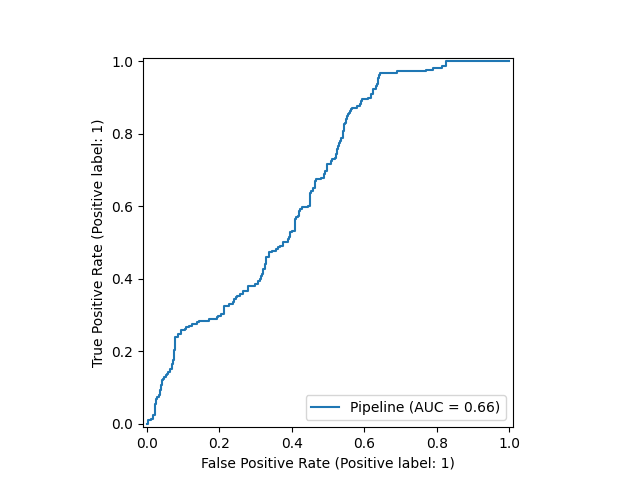 1.0
0.8
0.6
0.4
0.2
0.0
True Positive Rate (Positive label: 1)
Pipeline (AUC = 0.66)
0.0 0.2 0.4 0.6 0.8 1.0
False Positive Rate (Positive label: 1)